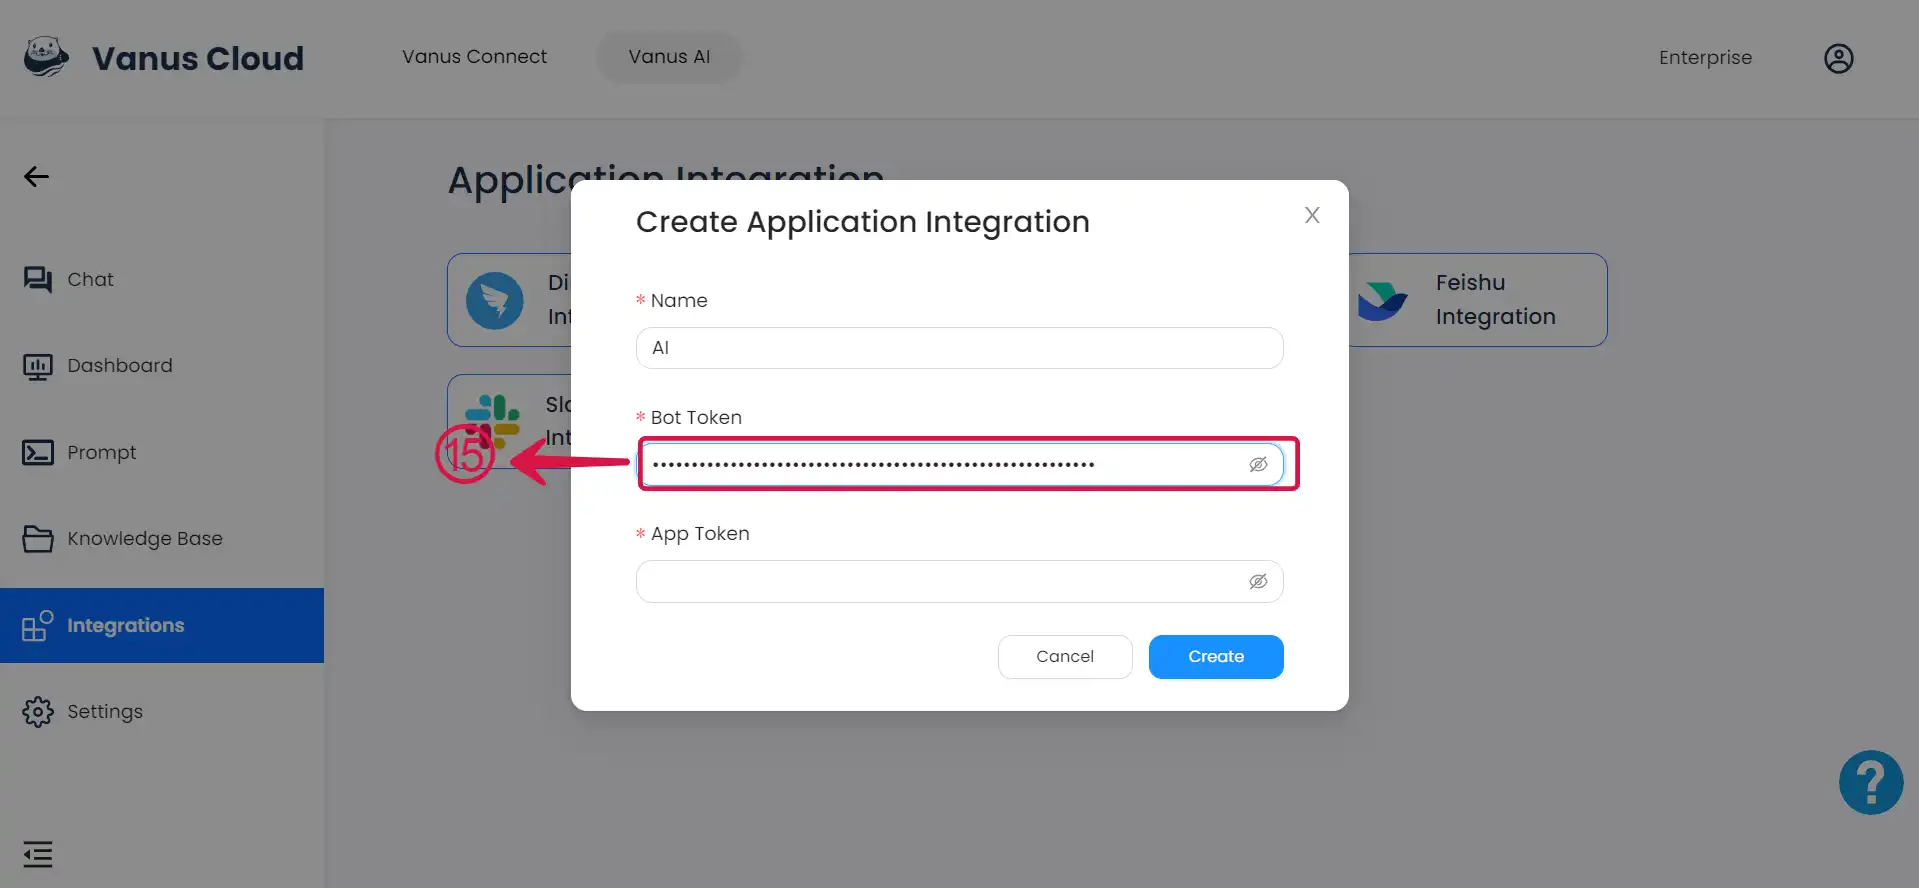 Vanus Cloud
Vanus Connect
Vanus AI
Enterprise
Application Integration
Create Application Integration
X
Chat
Dashboard
Prompt
Knowledge Base
Integrations
Settings
Di
Int
Feishu
Integration
Slo
Int
15
* Name
AI
* Bot Token
* App Token
Cancel
Create
?